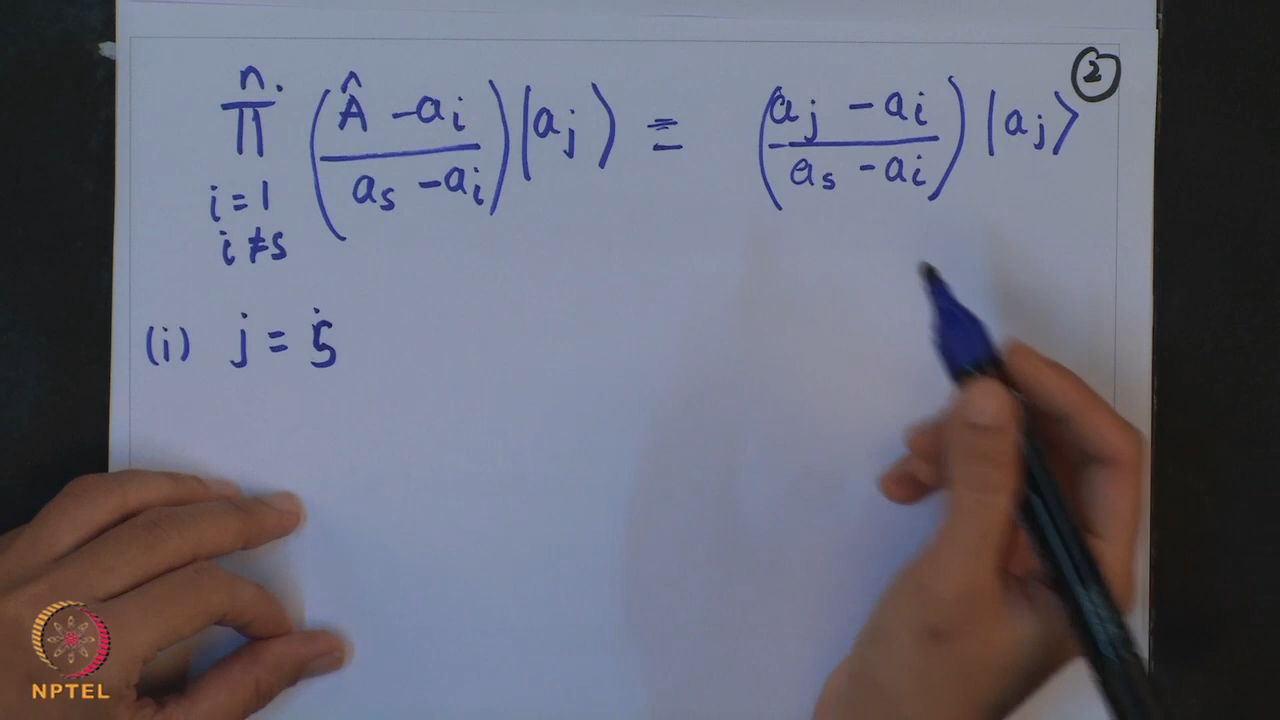 ②
n.
∏ (Â - aᵢ / aₛ - aᵢ) |aⱼ⟩ = (aⱼ - aᵢ / aₛ - aᵢ) |aⱼ⟩
i = 1
i ≠ s
(i) j = s
NPTEL